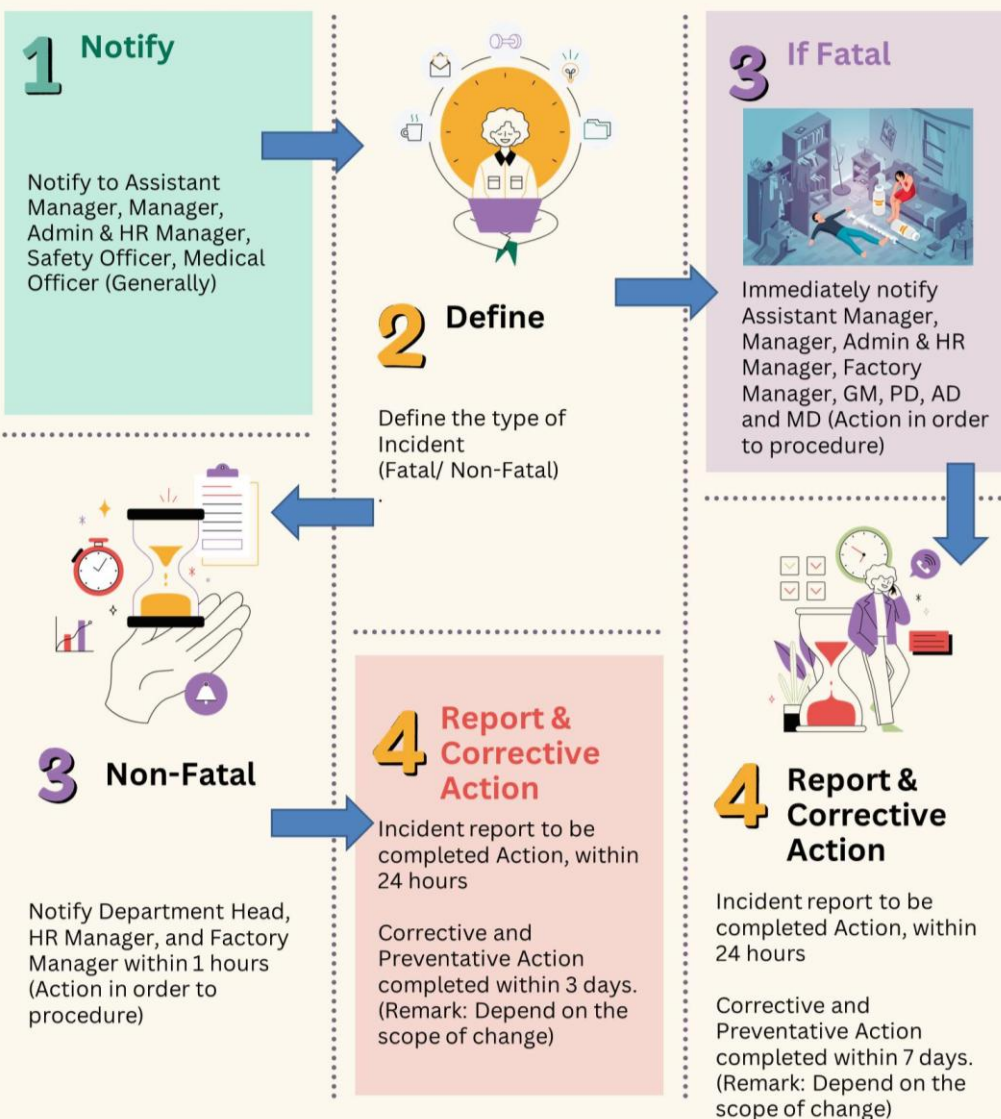 1 Notify
Notify to Assistant
Manager, Manager,
Admin & HR Manager,
Safety Officer, Medical
Officer (Generally)
2 Define
Define the type of
Incident
(Fatal/ Non-Fatal)
.
3 If Fatal
Immediately notify
Assistant Manager,
Manager, Admin & HR
Manager, Factory
Manager, GM, PD, AD
and MD (Action in order
to procedure)
3 Non-Fatal
Notify Department Head,
HR Manager, and Factory
Manager within 1 hours
(Action in order to
procedure)
4 Report &
Corrective
Action
Incident report to be
completed Action, within
24 hours
Corrective and
Preventative Action
completed within 3 days.
(Remark: Depend on the
scope of change)
4 Report &
Corrective
Action
Incident report to be
completed Action, within
24 hours
Corrective and
Preventative Action
completed within 7 days.
(Remark: Depend on the
scope of change)